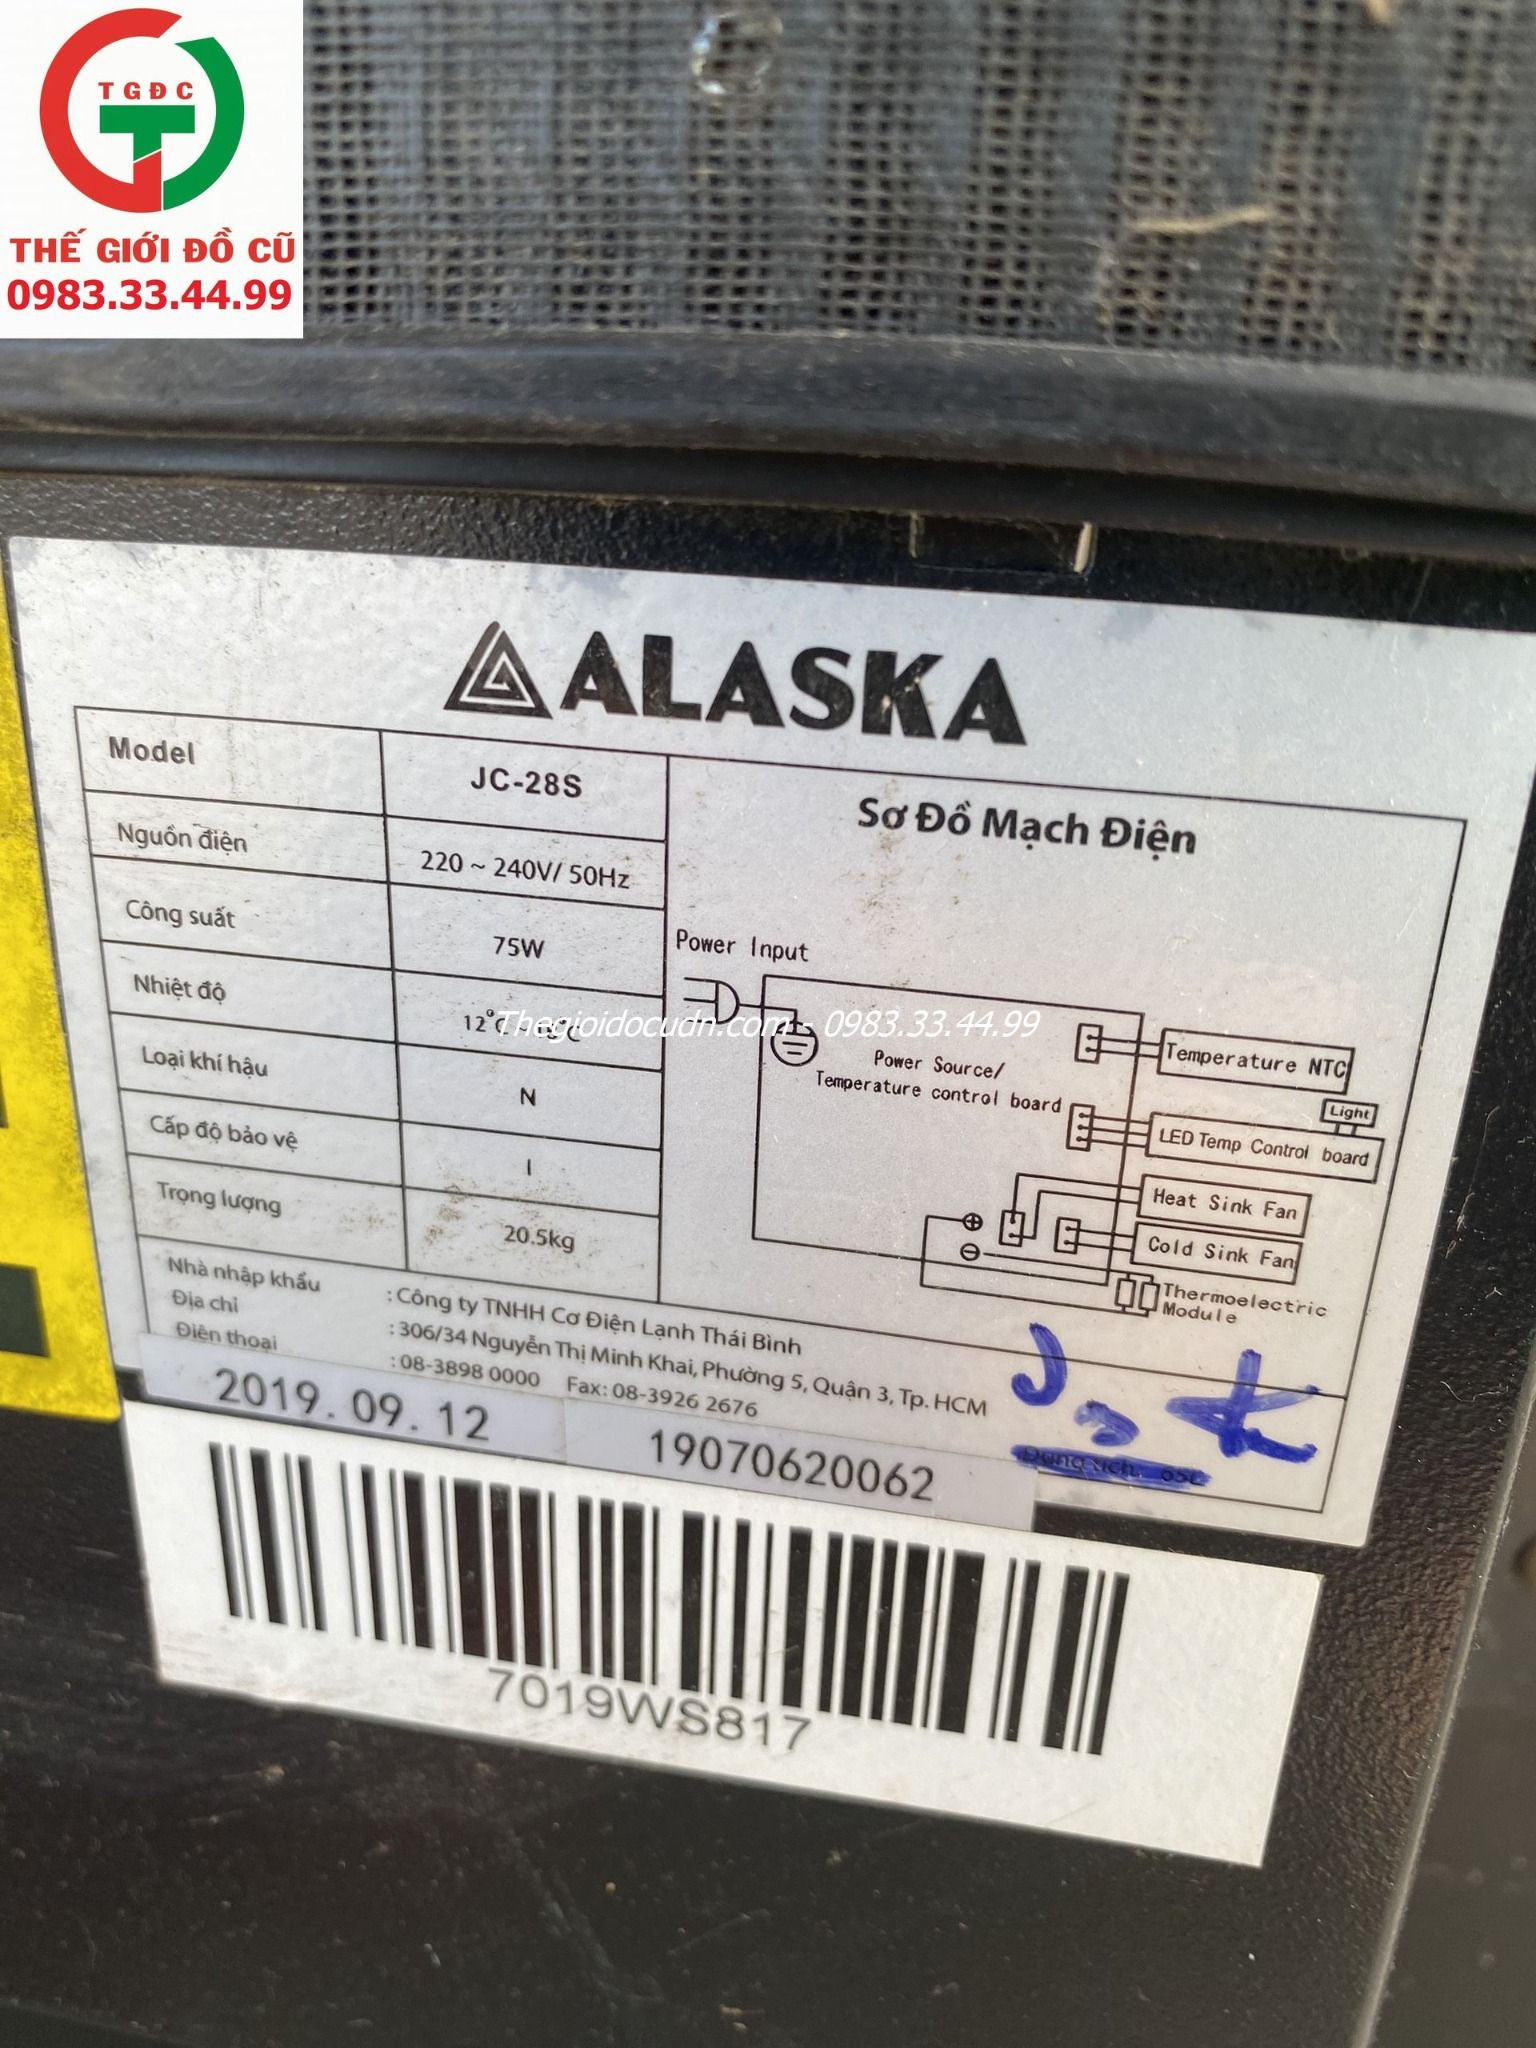 TGĐC
THẾ GIỚI ĐỒ CŨ
0983.33.44.99
ALASKA
Model JC-28S
Nguồn điện 220 ~ 240V/ 50Hz
Công suất 75W
Nhiệt độ 12°C
Thegioidocudn.com - 0983.33.44.99
Loại khí hậu N
Cấp độ bảo vệ I
Trọng lượng 20.5kg
Sơ Đồ Mạch Điện
Power Input
Power Source/
Temperature control board
Temperature NTC
Light
LED Temp Control board
Heat Sink Fan
Cold Sink Fan
Thermoelectric
Module
Nhà nhập khẩu : Công ty TNHH Cơ Điện Lạnh Thái Bình
Địa chỉ : 306/34 Nguyễn Thị Minh Khai, Phường 5, Quận 3, Tp. HCM
Điện thoại : 08-3898 0000 Fax: 08-3926 2676
2019.09.12
19070620062
Dung tích: 65L
7019WS817